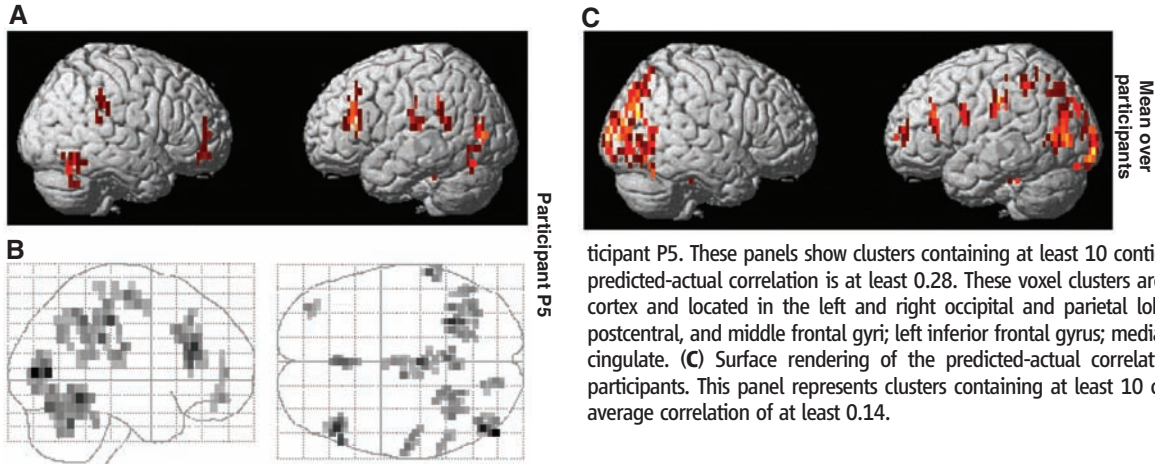 A
C
Mean over
participants
Participant P5
B
ticipant P5. These panels show clusters containing at least 10 conti
predicted-actual correlation is at least 0.28. These voxel clusters are
cortex and located in the left and right occipital and parietal lol
postcentral, and middle frontal gyri; left inferior frontal gyrus; media
cingulate. (C) Surface rendering of the predicted-actual correlat
participants. This panel represents clusters containing at least 10 c
average correlation of at least 0.14.